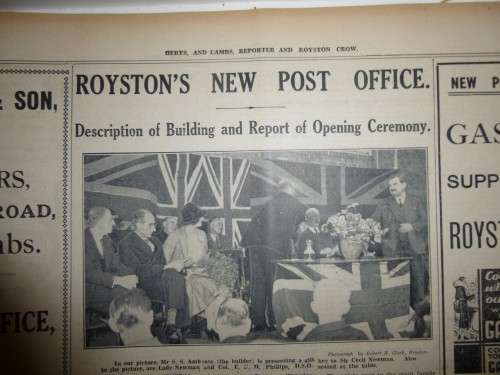 HERTS, AND CAMBS, REPORTER AND ROYSTON CROW.
& SON,
RS,
ROAD,
mbs.
FFICE,
ROYSTON'S NEW POST OFFICE.
Description of Building and Report of Opening Ceremony.
Photograph by Robert H. Clark, Royston.
In our picture Mr S. S. Ambrose (the builder) is presenting a gilt key to Sir Cecil Newman. Also
in the picture, are Lady Newman and Col. E. C. M. Phillips, D.S.O seated at the table.
NEW P
GAS
SUPP
ROYST